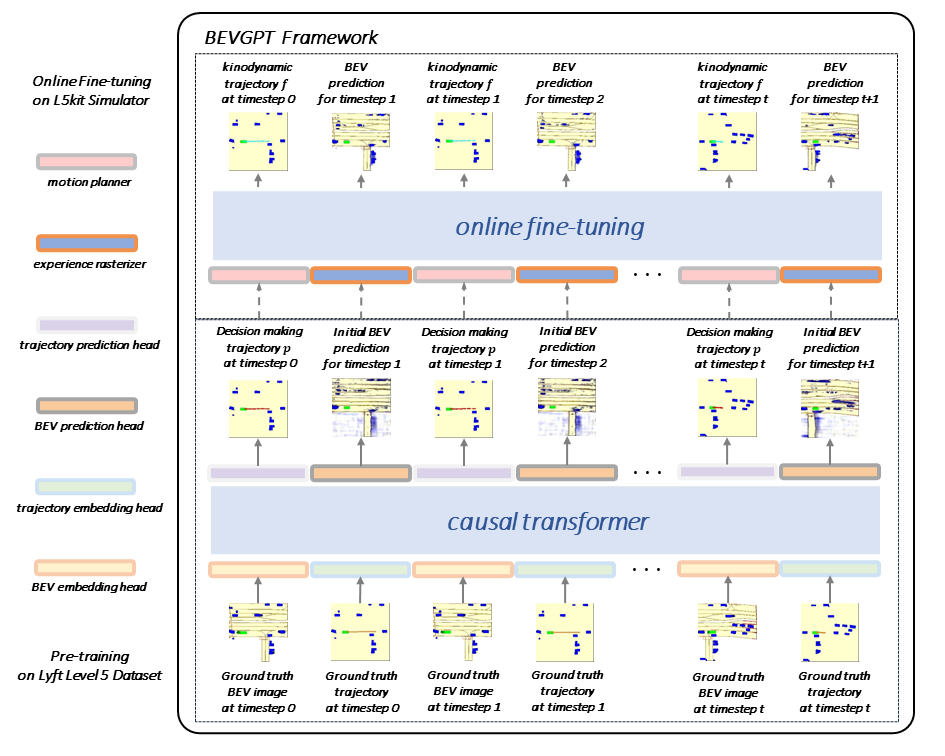 BEVGPT Framework
Online Fine-tuning
on L5kit Simulator
motion planner
experience rasterizer
trajectory prediction head
BEV prediction head
trajectory embedding head
BEV embedding head
Pre-training
on Lyft Level 5 Dataset
kinodynamic
trajectory f
at timestep 0
BEV
prediction
for timestep 1
kinodynamic
trajectory f
at timestep 1
BEV
prediction
for timestep 2
kinodynamic
trajectory f
at timestep t
BEV
prediction
for timestep t+1
online fine-tuning
. . .
Decision making
trajectory p
at timestep 0
Initial BEV
prediction
for timestep 1
Decision making
trajectory p
at timestep 1
Initial BEV
prediction
for timestep 2
Decision making
trajectory p
at timestep t
Initial BEV
prediction
for timestep t+1
. . .
causal transformer
. . .
Ground truth
BEV image
at timestep 0
Ground truth
trajectory
at timestep 0
Ground truth
BEV image
at timestep 1
Ground truth
trajectory
at timestep 1
Ground truth
BEV image
at timestep t
Ground truth
trajectory
at timestep t